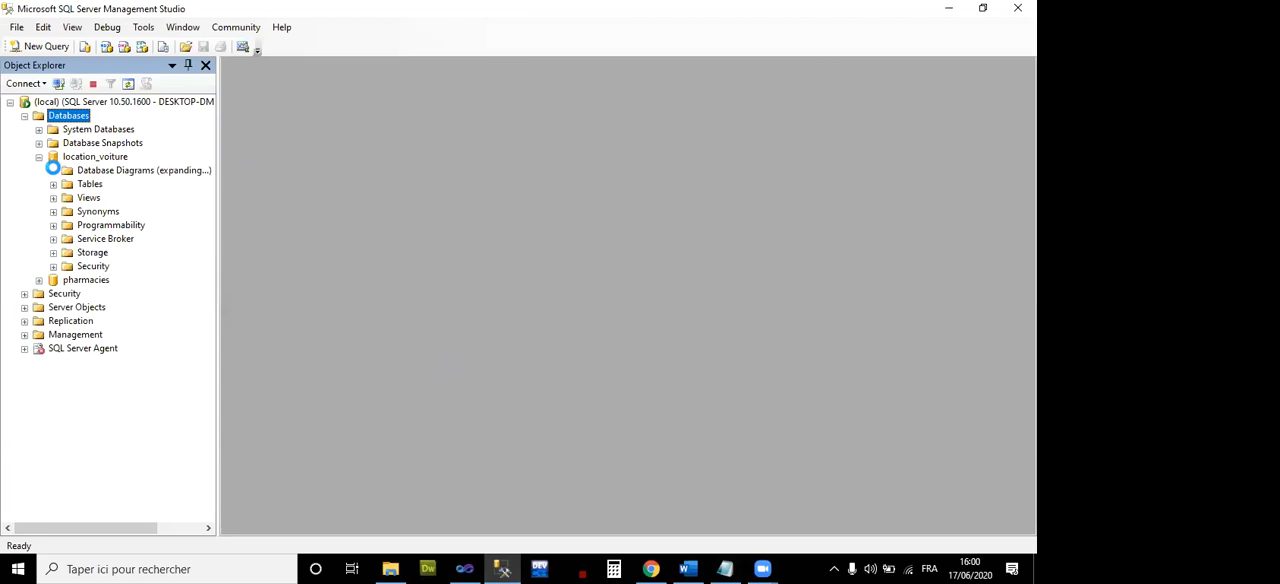 Microsoft SQL Server Management Studio
File Edit View Debug Tools Window Community Help
New Query
Object Explorer
Connect
(local) (SQL Server 10.50.1600 - DESKTOP-DM
Databases
System Databases
Database Snapshots
location_voiture
Database Diagrams (expanding...)
Tables
Views
Synonyms
Programmability
Service Broker
Storage
Security
pharmacies
Security
Server Objects
Replication
Management
SQL Server Agent
Ready
Taper ici pour rechercher
Dw
DEV
FRA
16:00
17/06/2020